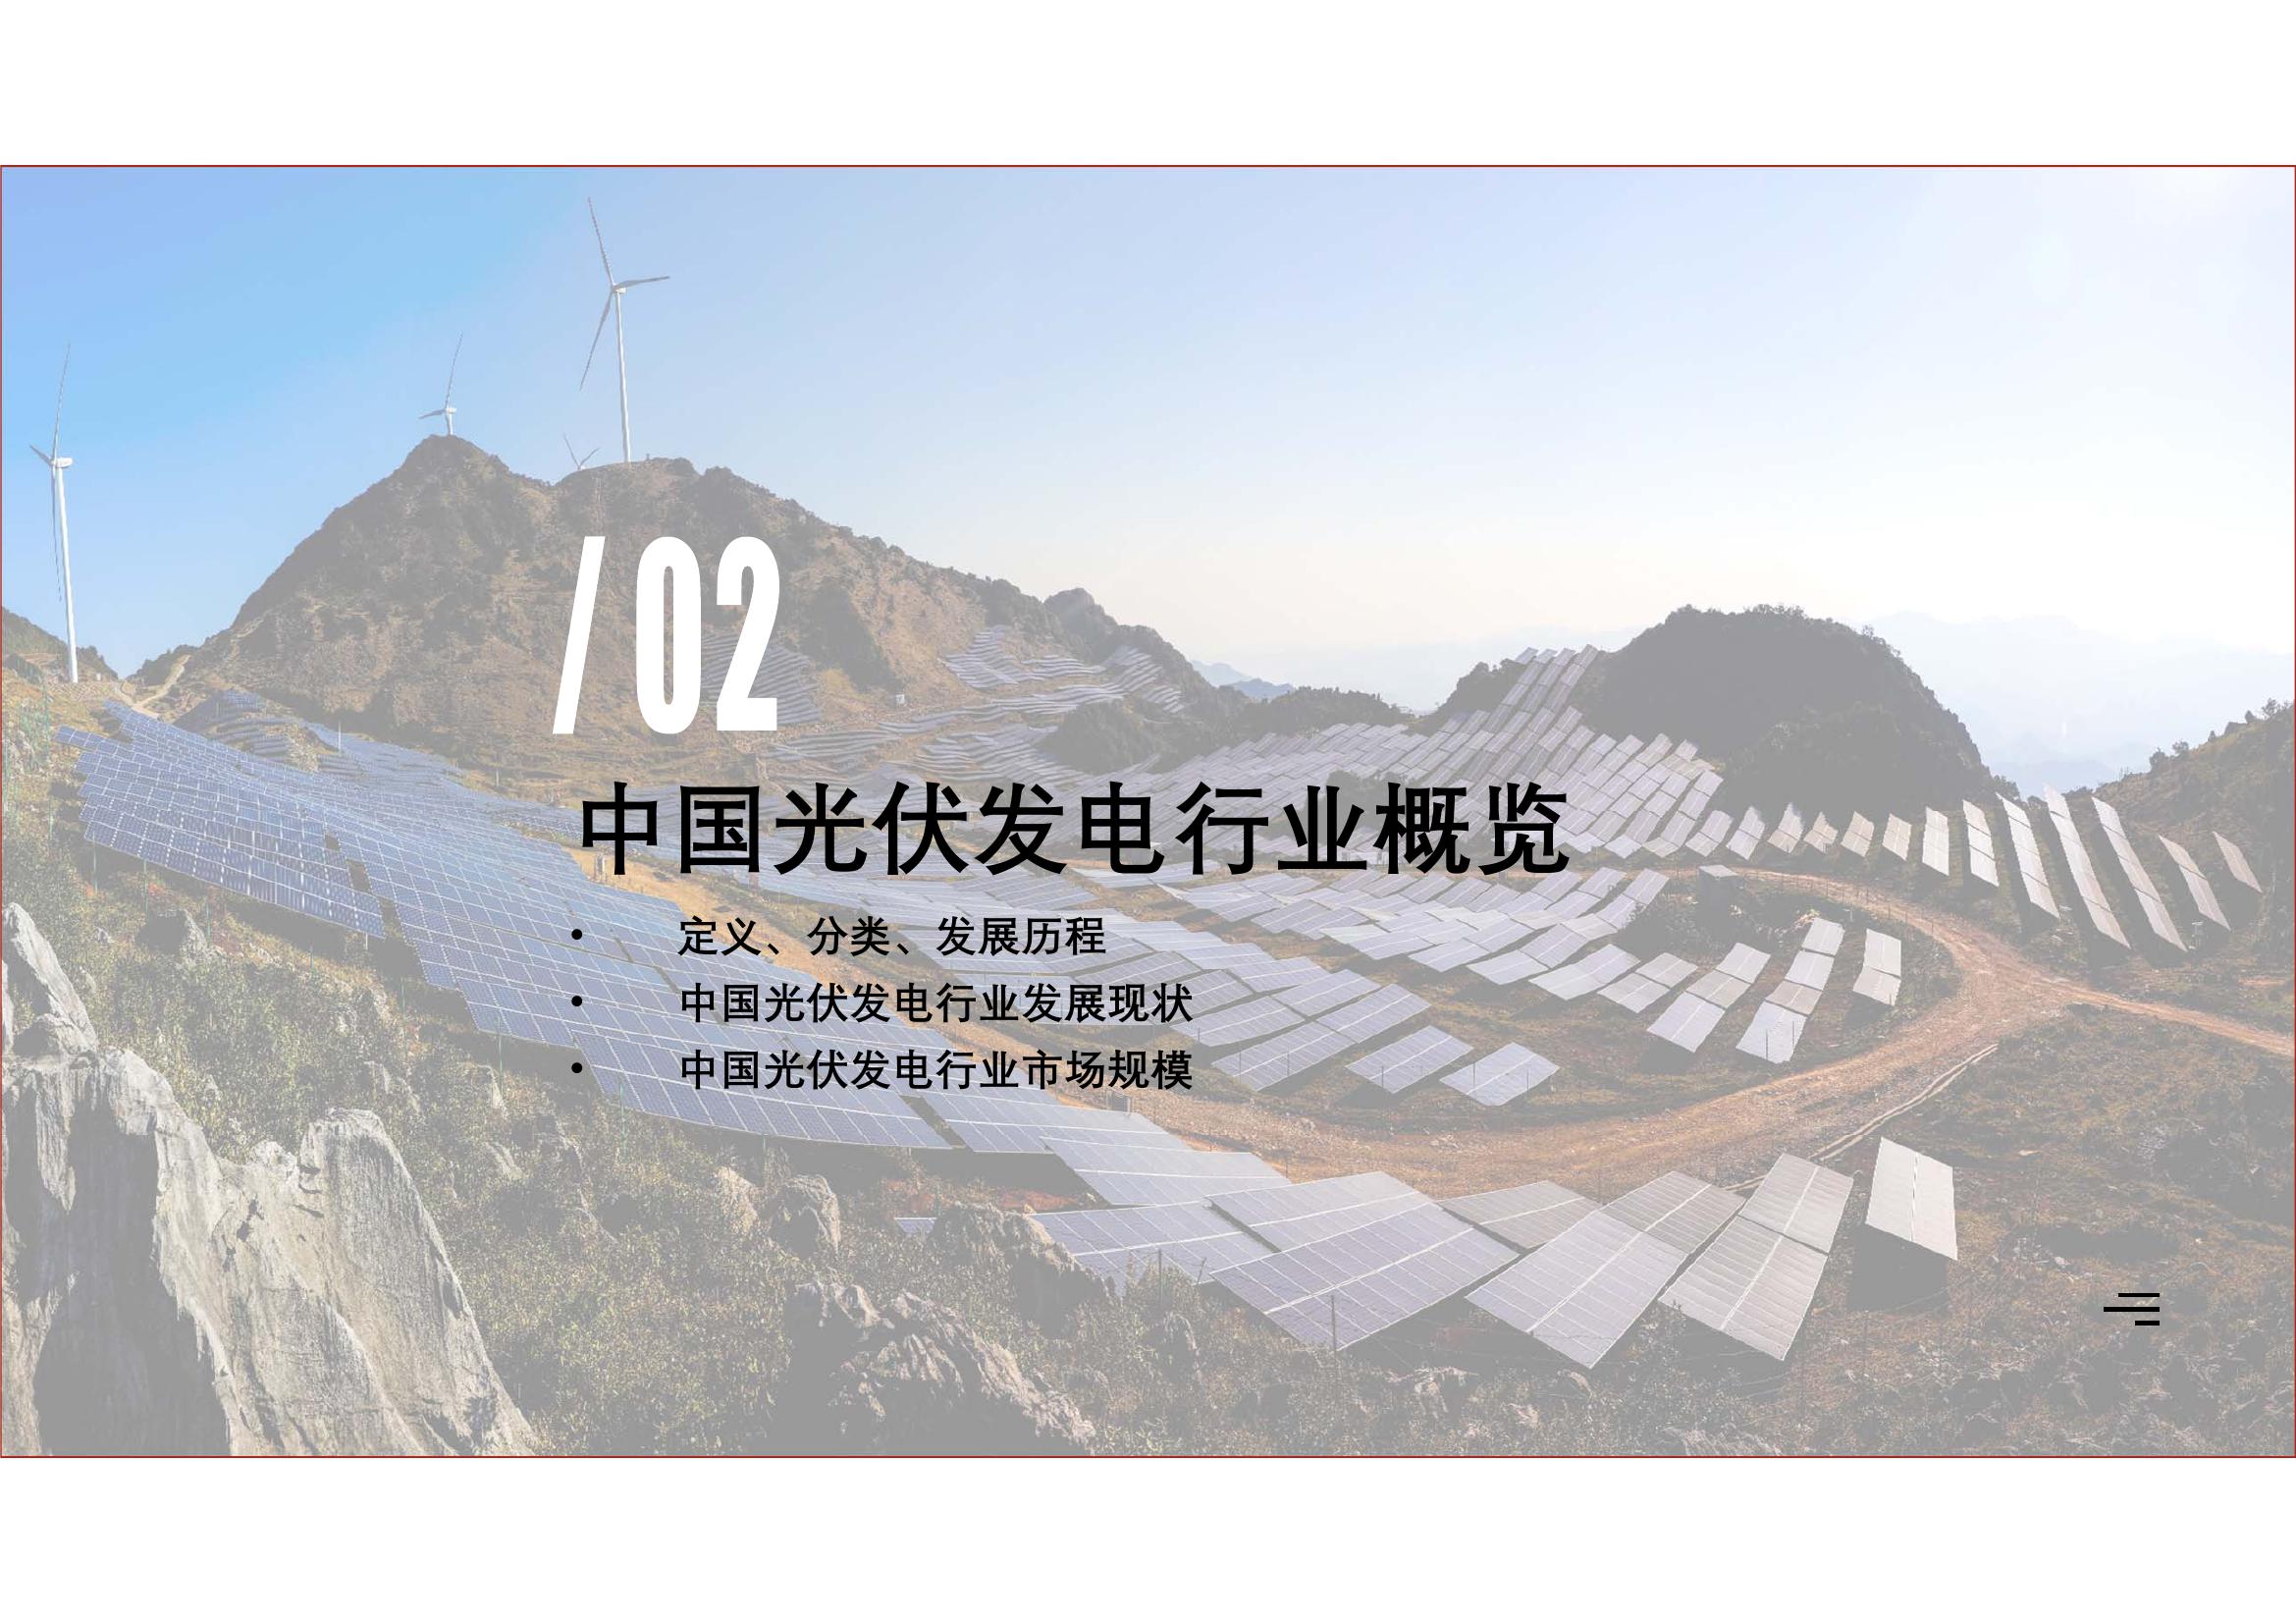 /02
中国光伏发电行业概览
• 定义、分类、发展历程
• 中国光伏发电行业发展现状
• 中国光伏发电行业市场规模